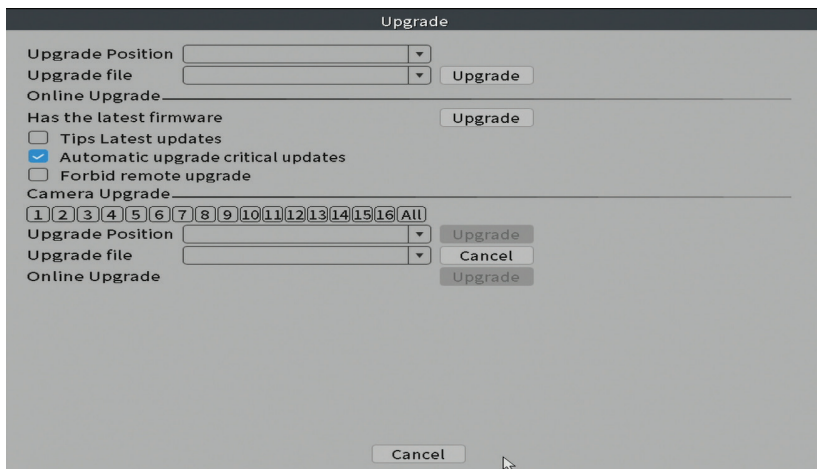 Upgrade
Upgrade Position
Upgrade file Upgrade
Online Upgrade
Has the latest firmware Upgrade
Tips Latest updates
Automatic upgrade critical updates
Forbid remote upgrade
Camera Upgrade
1 2 3 4 5 6 7 8 9 10 11 12 13 14 15 16 All
Upgrade Position Upgrade
Upgrade file Cancel
Online Upgrade Upgrade
Cancel